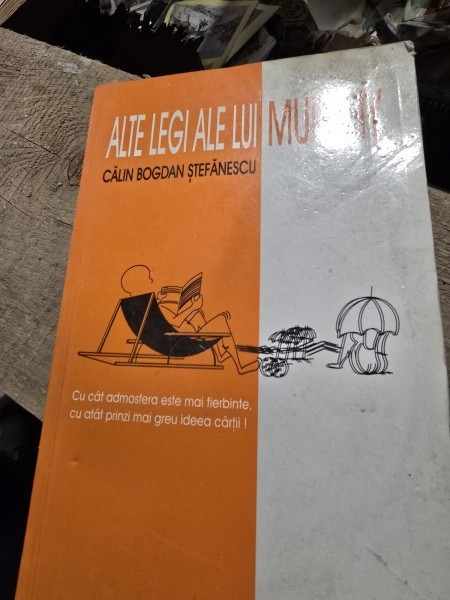 ALTE LEGI ALE LUI MURPHY
CĂLIN BOGDAN ȘTEFĂNESCU
Cu cât admosfera este mai fierbinte,
cu atât prinzi mai greu ideea cărții !